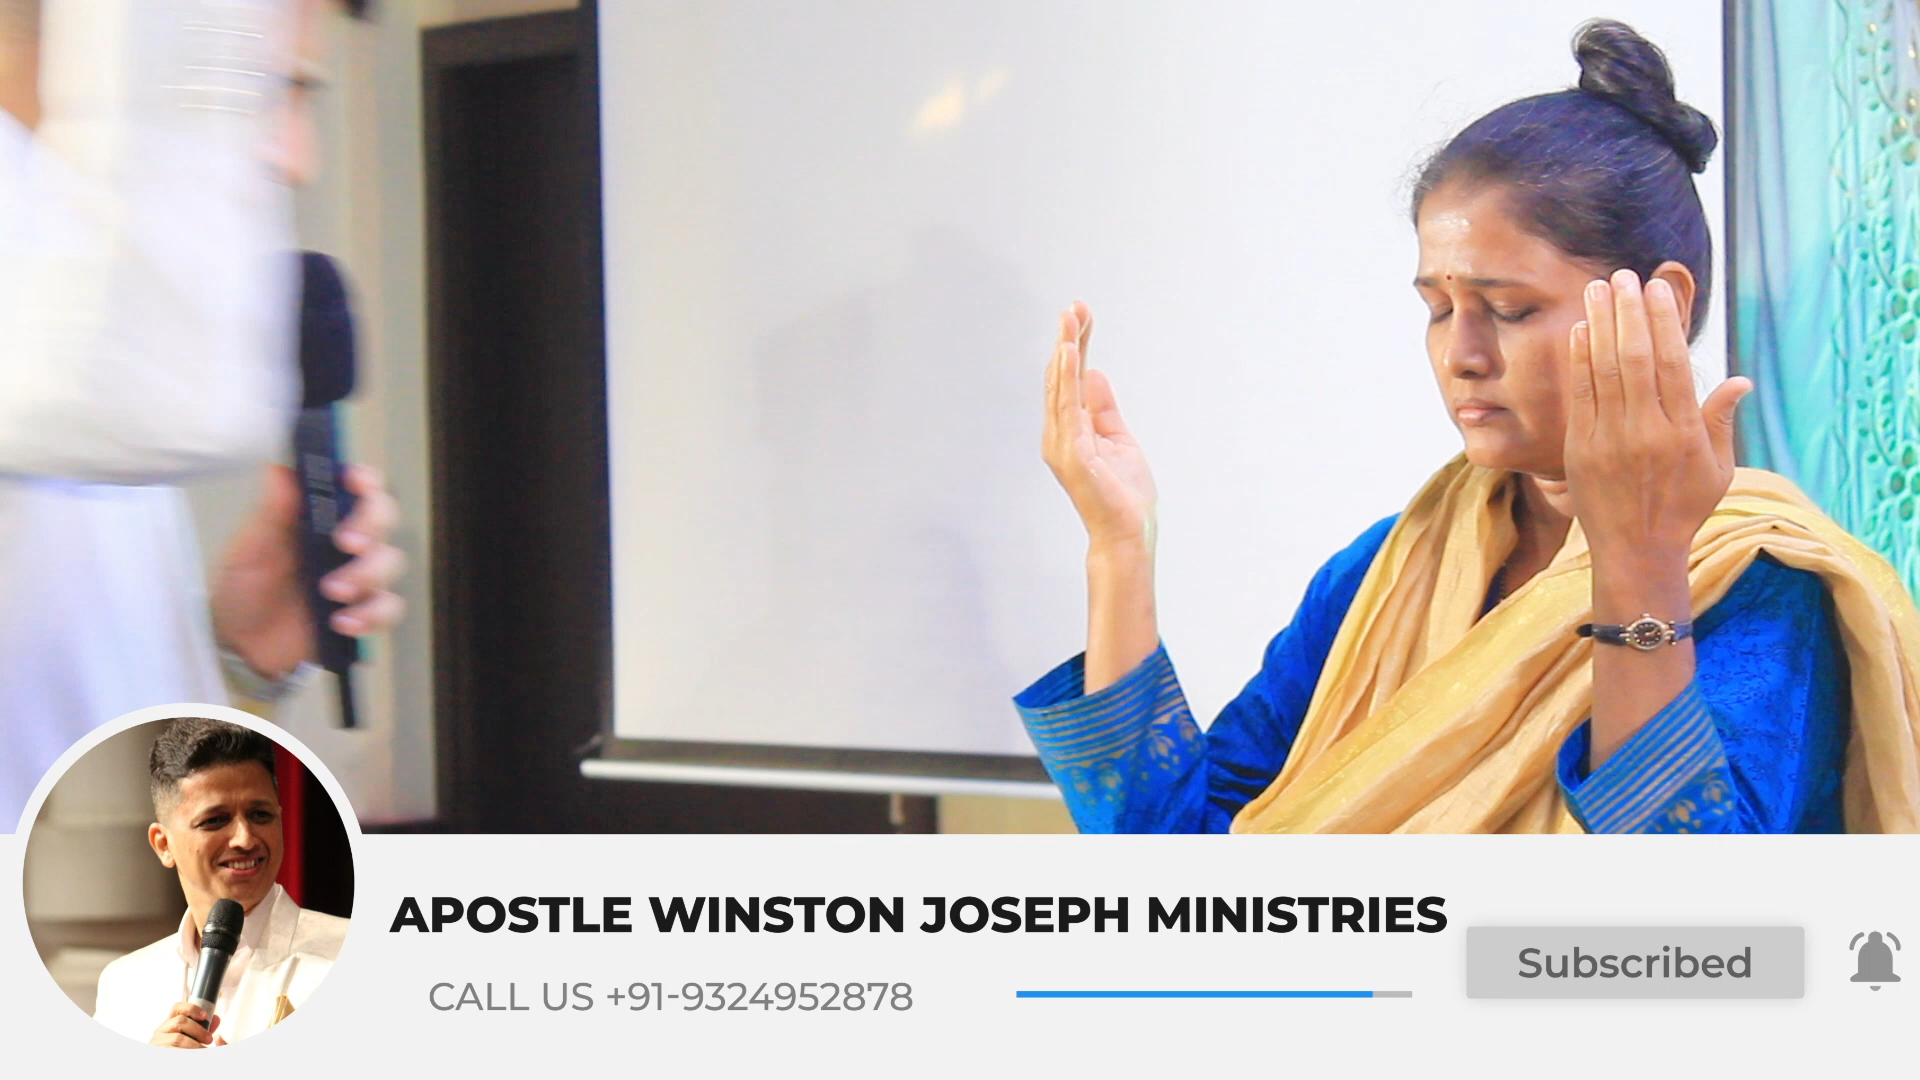 APOSTLE WINSTON JOSEPH MINISTRIES
CALL US +91-9324952878
Subscribed